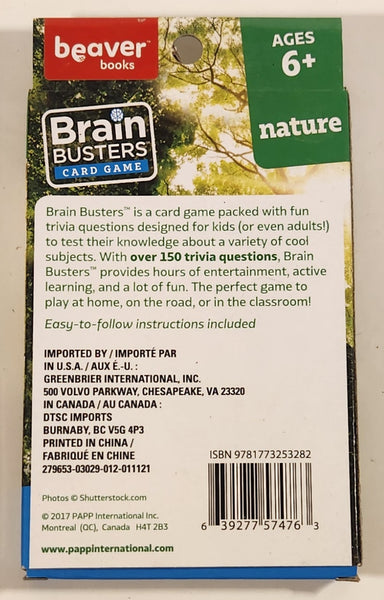 beaver
books
AGES
6+
nature
Brain
BUSTERS
CARD GAME
Brain Busters™ is a card game packed with fun
trivia questions designed for kids (or even adults!)
to test their knowledge about a variety of cool
subjects. With over 150 trivia questions, Brain
Busters™ provides hours of entertainment, active
learning, and a lot of fun. The perfect game to
play at home, on the road, or in the classroom!
Easy-to-follow instructions included
IMPORTED BY / IMPORTÉ PAR
IN U.S.A. / AUX É.-U. :
GREENBRIER INTERNATIONAL, INC.
500 VOLVO PARKWAY, CHESAPEAKE, VA 23320
IN CANADA / AU CANADA :
DTSC IMPORTS
BURNABY, BC V5G 4P3
PRINTED IN CHINA /
FABRIQUÉ EN CHINE
279653-03029-012-011121
Photos © Shutterstock.com
© 2017 PAPP International Inc.
Montreal (QC), Canada H4T 2B3
www.pappinternational.com
ISBN 9781773253282
6 39277 57476 3